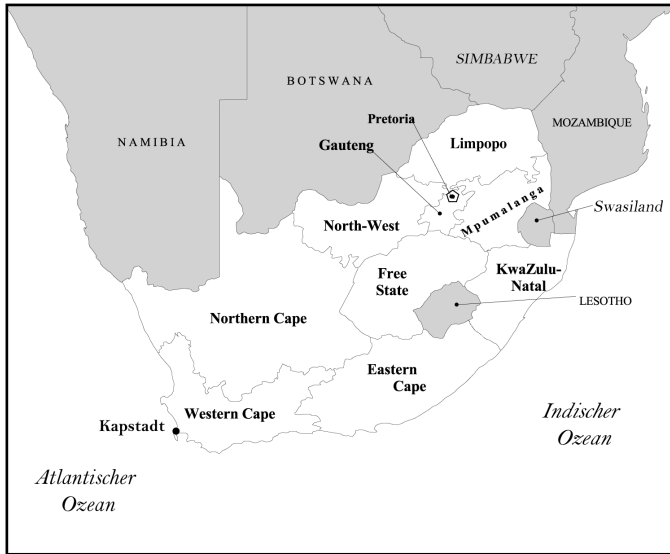 SIMBABWE
BOTSWANA
MOZAMBIQUE
NAMIBIA
Pretoria
Limpopo
Gauteng
Mpumalanga
Swasiland
North-West
KwaZulu-
Natal
Free
State
LESOTHO
Northern Cape
Eastern
Cape
Western Cape
Kapstadt
Indischer
Ozean
Atlantischer
Ozean